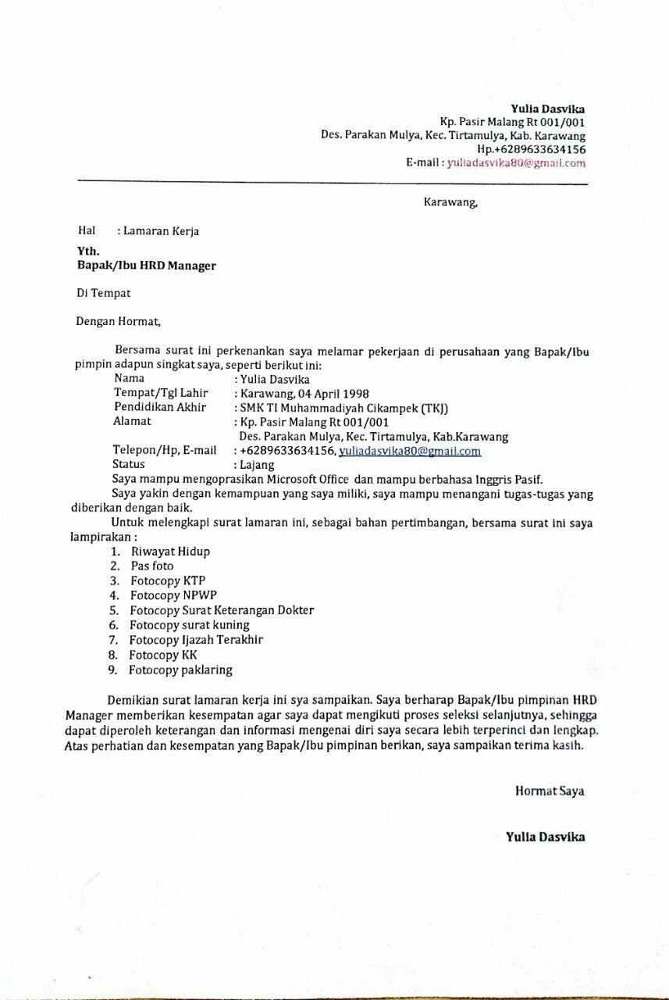 Yulia Dasvika
Kp. Pasir Malang Rt 001/001
Des. Parakan Mulya, Kec. Tirtamulya, Kab. Karawang
Hp.+6289633634156
E-mail : yuliadasvika80@gmail.com
Karawang,
Hal : Lamaran Kerja
Yth.
Bapak/Ibu HRD Manager
Di Tempat
Dengan Hormat,
Bersama surat ini perkenankan saya melamar pekerjaan di perusahaan yang Bapak/Ibu
pimpin adapun singkat saya, seperti berikut ini:
Nama : Yulia Dasvika
Tempat/Tgl Lahir : Karawang, 04 April 1998
Pendidikan Akhir : SMK TI Muhammadiyah Cikampek (TKJ)
Alamat : Kp. Pasir Malang Rt 001/001
Des. Parakan Mulya, Kec. Tirtamulya, Kab.Karawang
Telepon/Hp, E-mail : +6289633634156, yuliadasvika80@gmail.com
Status : Lajang
Saya mampu mengoprasikan Microsoft Office dan mampu berbahasa Inggris Pasif.
Saya yakin dengan kemampuan yang saya miliki, saya mampu menangani tugas-tugas yang
diberikan dengan baik.
Untuk melengkapi surat lamaran ini, sebagai bahan pertimbangan, bersama surat ini saya
lampirakan :
1. Riwayat Hidup
2. Pas foto
3. Fotocopy KTP
4. Fotocopy NPWP
5. Fotocopy Surat Keterangan Dokter
6. Fotocopy surat kuning
7. Fotocopy Ijazah Terakhir
8. Fotocopy KK
9. Fotocopy paklaring
Demikian surat lamaran kerja ini sya sampaikan. Saya berharap Bapak/Ibu pimpinan HRD
Manager memberikan kesempatan agar saya dapat mengikuti proses seleksi selanjutnya, sehingga
dapat diperoleh keterangan dan informasi mengenai diri saya secara lebih terperinci dan lengkap.
Atas perhatian dan kesempatan yang Bapak/Ibu pimpinan berikan, saya sampaikan terima kasih.
Hormat Saya
Yulia Dasvika